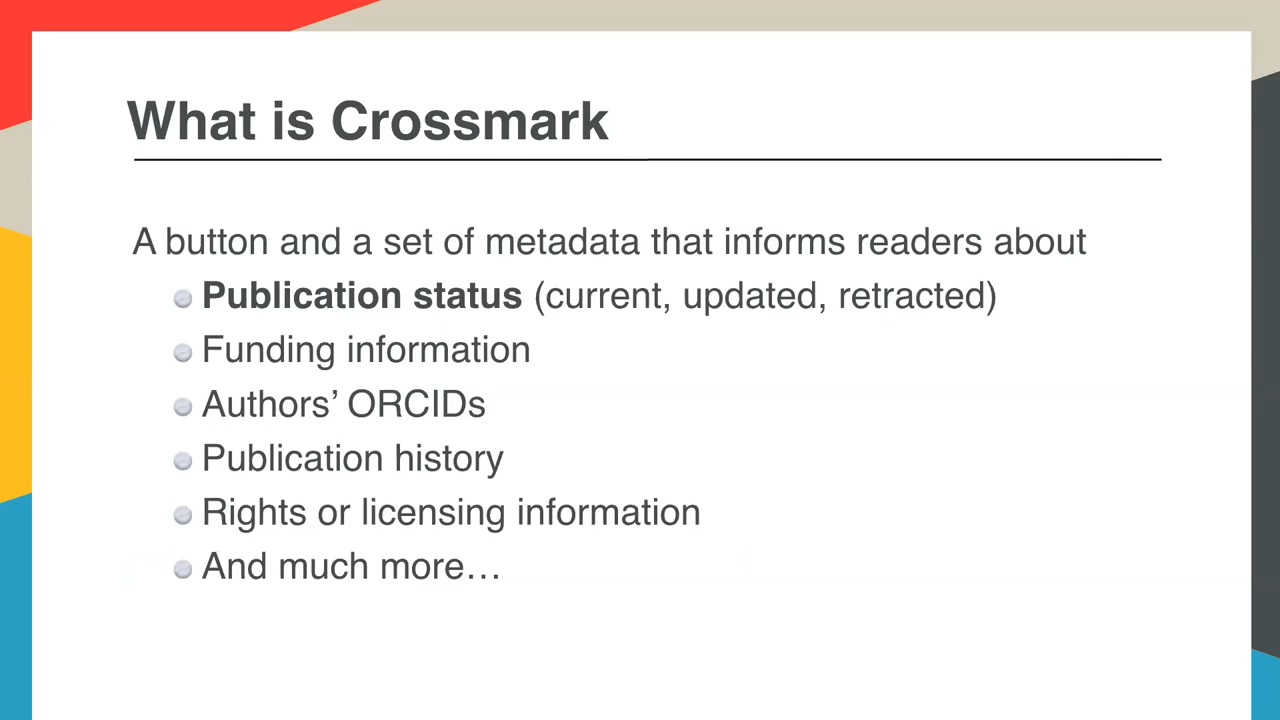 What is Crossmark
A button and a set of metadata that informs readers about
Publication status (current, updated, retracted)
Funding information
Authors’ ORCIDs
Publication history
Rights or licensing information
And much more…